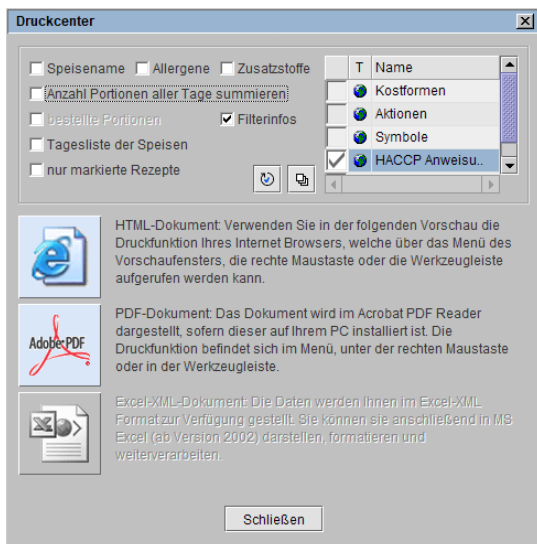 Druckcenter
Speisename Allergene Zusatzstoffe
Anzahl Portionen aller Tage summieren
bestellte Portionen Filterinfos
Tagesliste der Speisen
nur markierte Rezepte
T Name
Kostformen
Aktionen
Symbole
HACCP Anweisu..
HTML-Dokument: Verwenden Sie in der folgenden Vorschau die
Druckfunktion Ihres Internet Browsers, welche über das Menü des
Vorschaufensters, die rechte Maustaste oder die Werkzeugleiste
aufgerufen werden kann.
Adobe PDF
PDF-Dokument: Das Dokument wird im Acrobat PDF Reader
dargestellt, sofern dieser auf Ihrem PC installiert ist. Die
Druckfunktion befindet sich im Menü, unter der rechten Maustaste
oder in der Werkzeugleiste.
Excel-XML-Dokument: Die Daten werden Ihnen im Excel-XML
Format zur Verfügung gestellt. Sie können sie anschließend in MS
Excel (ab Version 2002) darstellen, formatieren und
weiterverarbeiten.
Schließen